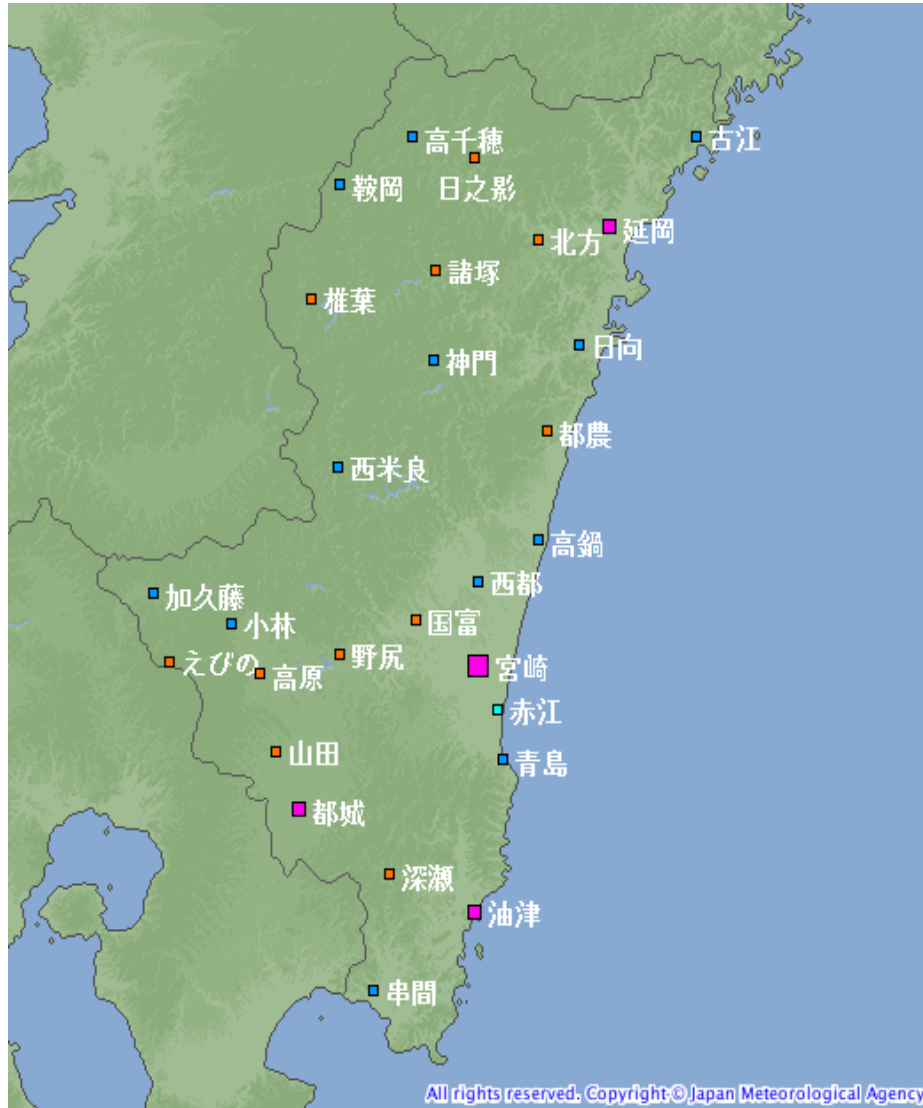 高千穂
古江
日之影
鞍岡
延岡
北方
諸塚
椎葉
日向
神門
都農
西米良
高鍋
西都
加久藤
国富
小林
野尻
えびの
宮崎
高原
赤江
山田
青島
都城
深瀬
油津
串間
All rights reserved. Copyright © Japan Meteorological Agency